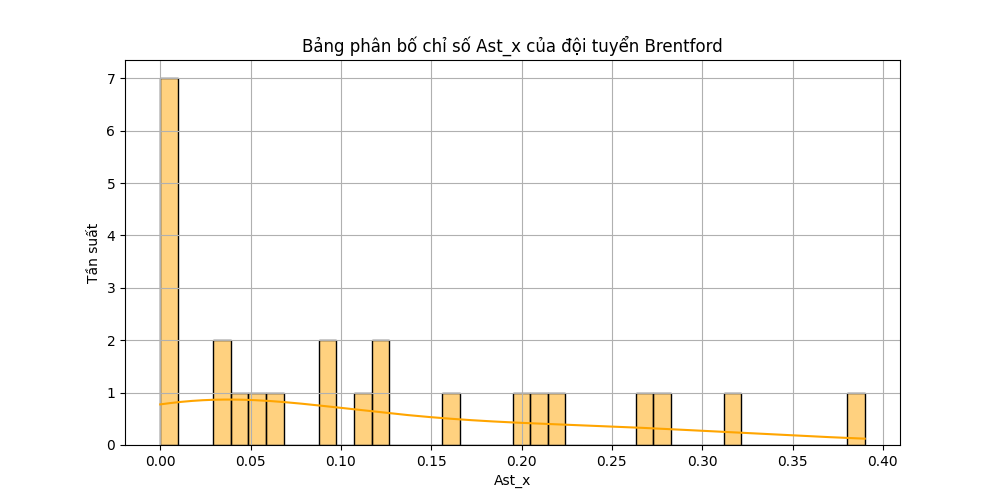 Bảng phân bố chỉ số Ast_x của đội tuyển Brentford
7
6
5
4
3
2
1
0
Tần suất
0.00 0.05 0.10 0.15 0.20 0.25 0.30 0.35 0.40
Ast_x